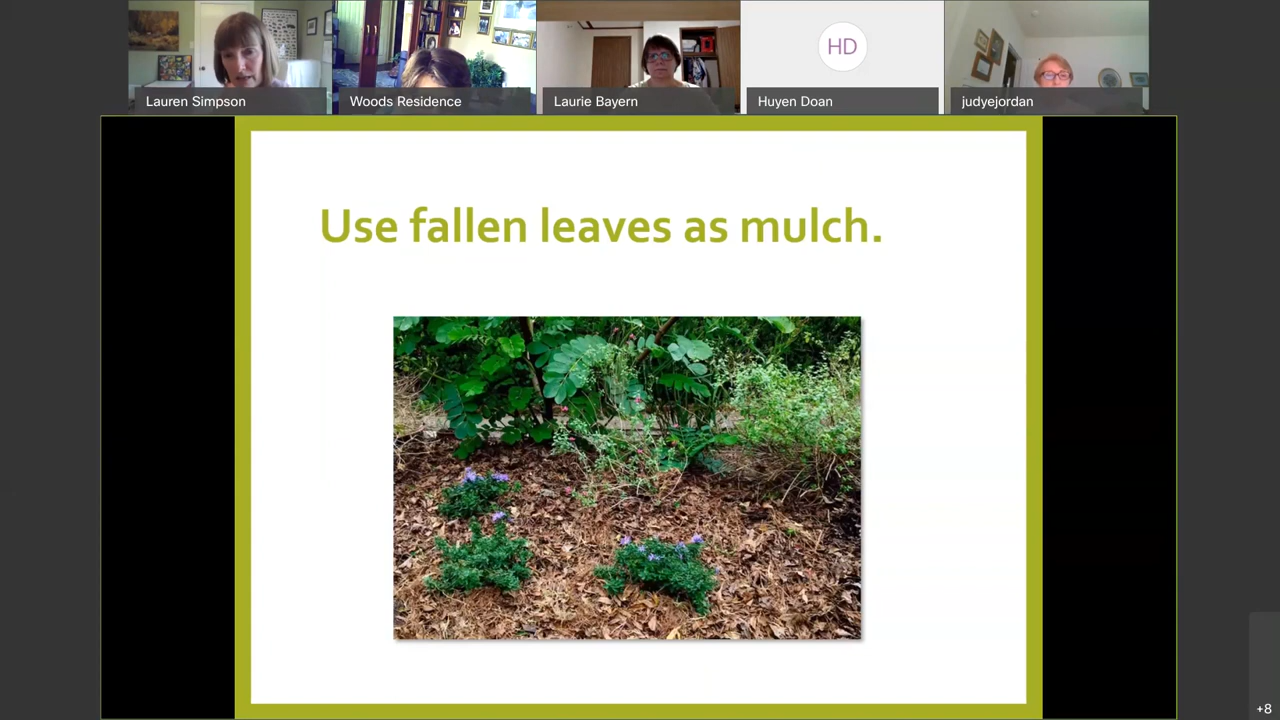 Lauren Simpson
Woods Residence
Laurie Bayern
HD
Huyen Doan
judyejordan
Use fallen leaves as mulch.
+8